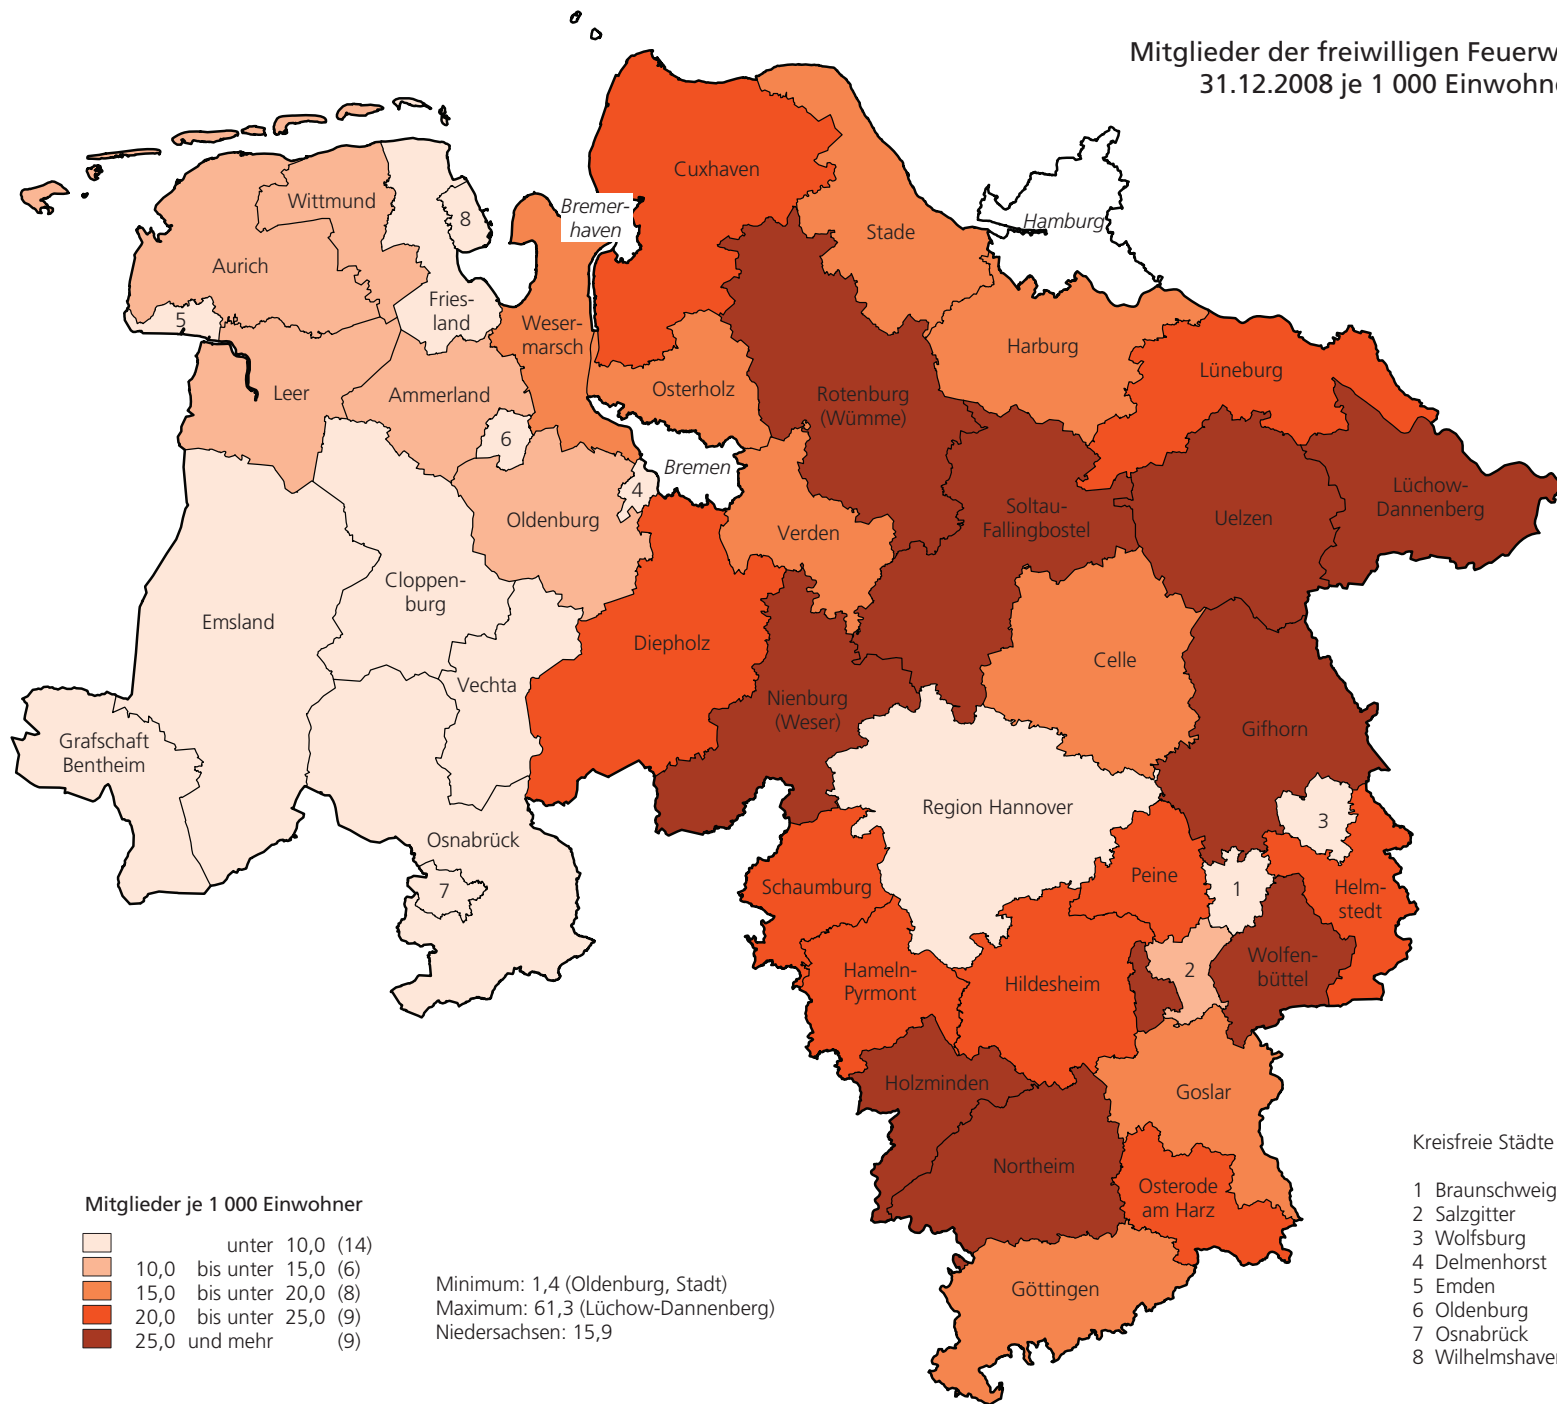 Mitglieder der freiwilligen Feuerw
31.12.2008 je 1 000 Einwohne
Cuxhaven
Wittmund
Bremer-
haven
8
Hamburg
Stade
Aurich
Fries-
land
5
Weser-
marsch
Harburg
Lüneburg
Osterholz
Leer
Ammerland
Rotenburg
(Wümme)
6
Bremen
4
Lüchow-
Dannenberg
Soltau-
Fallingbostel
Oldenburg
Verden
Uelzen
Cloppen-
burg
Emsland
Diepholz
Celle
Vechta
Nienburg
(Weser)
Gifhorn
Grafschaft
Bentheim
Region Hannover
3
Osnabrück
Peine
Schaumburg
7
1
Helm-
stedt
Wolfen-
büttel
Hameln-
Pyrmont
2
Hildesheim
Holzminden
Goslar
Northeim
Osterode
am Harz
Göttingen
Mitglieder je 1 000 Einwohner
unter 10,0 (14)
10,0 bis unter 15,0 (6)
15,0 bis unter 20,0 (8)
20,0 bis unter 25,0 (9)
25,0 und mehr (9)
Minimum: 1,4 (Oldenburg, Stadt)
Maximum: 61,3 (Lüchow-Dannenberg)
Niedersachsen: 15,9
Kreisfreie Städte
1 Braunschweig
2 Salzgitter
3 Wolfsburg
4 Delmenhorst
5 Emden
6 Oldenburg
7 Osnabrück
8 Wilhelmshaven